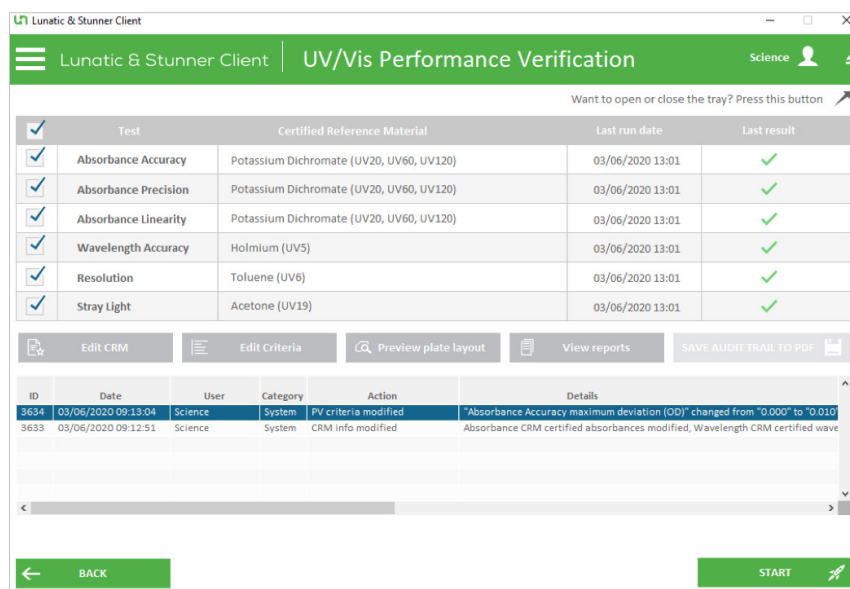 Lunatic & Stunner Client
Lunatic & Stunner Client UV/Vis Performance Verification Science
Want to open or close the tray? Press this button
Test Certified Reference Material Last run date Last result
Absorbance Accuracy Potassium Dichromate (UV20, UV60, UV120) 03/06/2020 13:01
Absorbance Precision Potassium Dichromate (UV20, UV60, UV120) 03/06/2020 13:01
Absorbance Linearity Potassium Dichromate (UV20, UV60, UV120) 03/06/2020 13:01
Wavelength Accuracy Holmium (UV5) 03/06/2020 13:01
Resolution Toluene (UV6) 03/06/2020 13:01
Stray Light Acetone (UV19) 03/06/2020 13:01
Edit CRM Edit Criteria Preview plate layout View reports SAVE AUDIT TRAIL TO PDF
ID Date User Category Action Details
3634 03/06/2020 09:13:04 Science System PV criteria modified "Absorbance Accuracy maximum deviation (OD)" changed from "0.000" to "0.010"
3633 03/06/2020 09:12:51 Science System CRM info modified Absorbance CRM certified absorbances modified, Wavelength CRM certified wave
BACK START